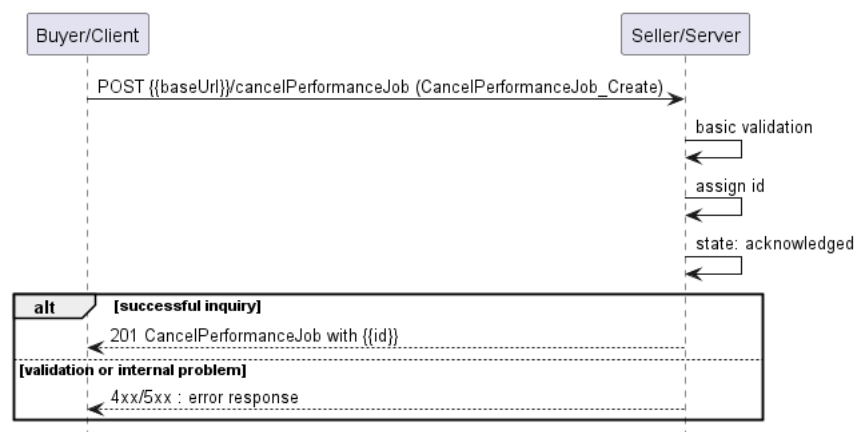 Buyer/Client
Seller/Server
POST {{baseUrl}}/cancelPerformanceJob (CancelPerformanceJob_Create)
basic validation
assign id
state: acknowledged
alt [successful inquiry]
201 CancelPerformanceJob with {{id}}
[validation or internal problem]
4xx/5xx : error response